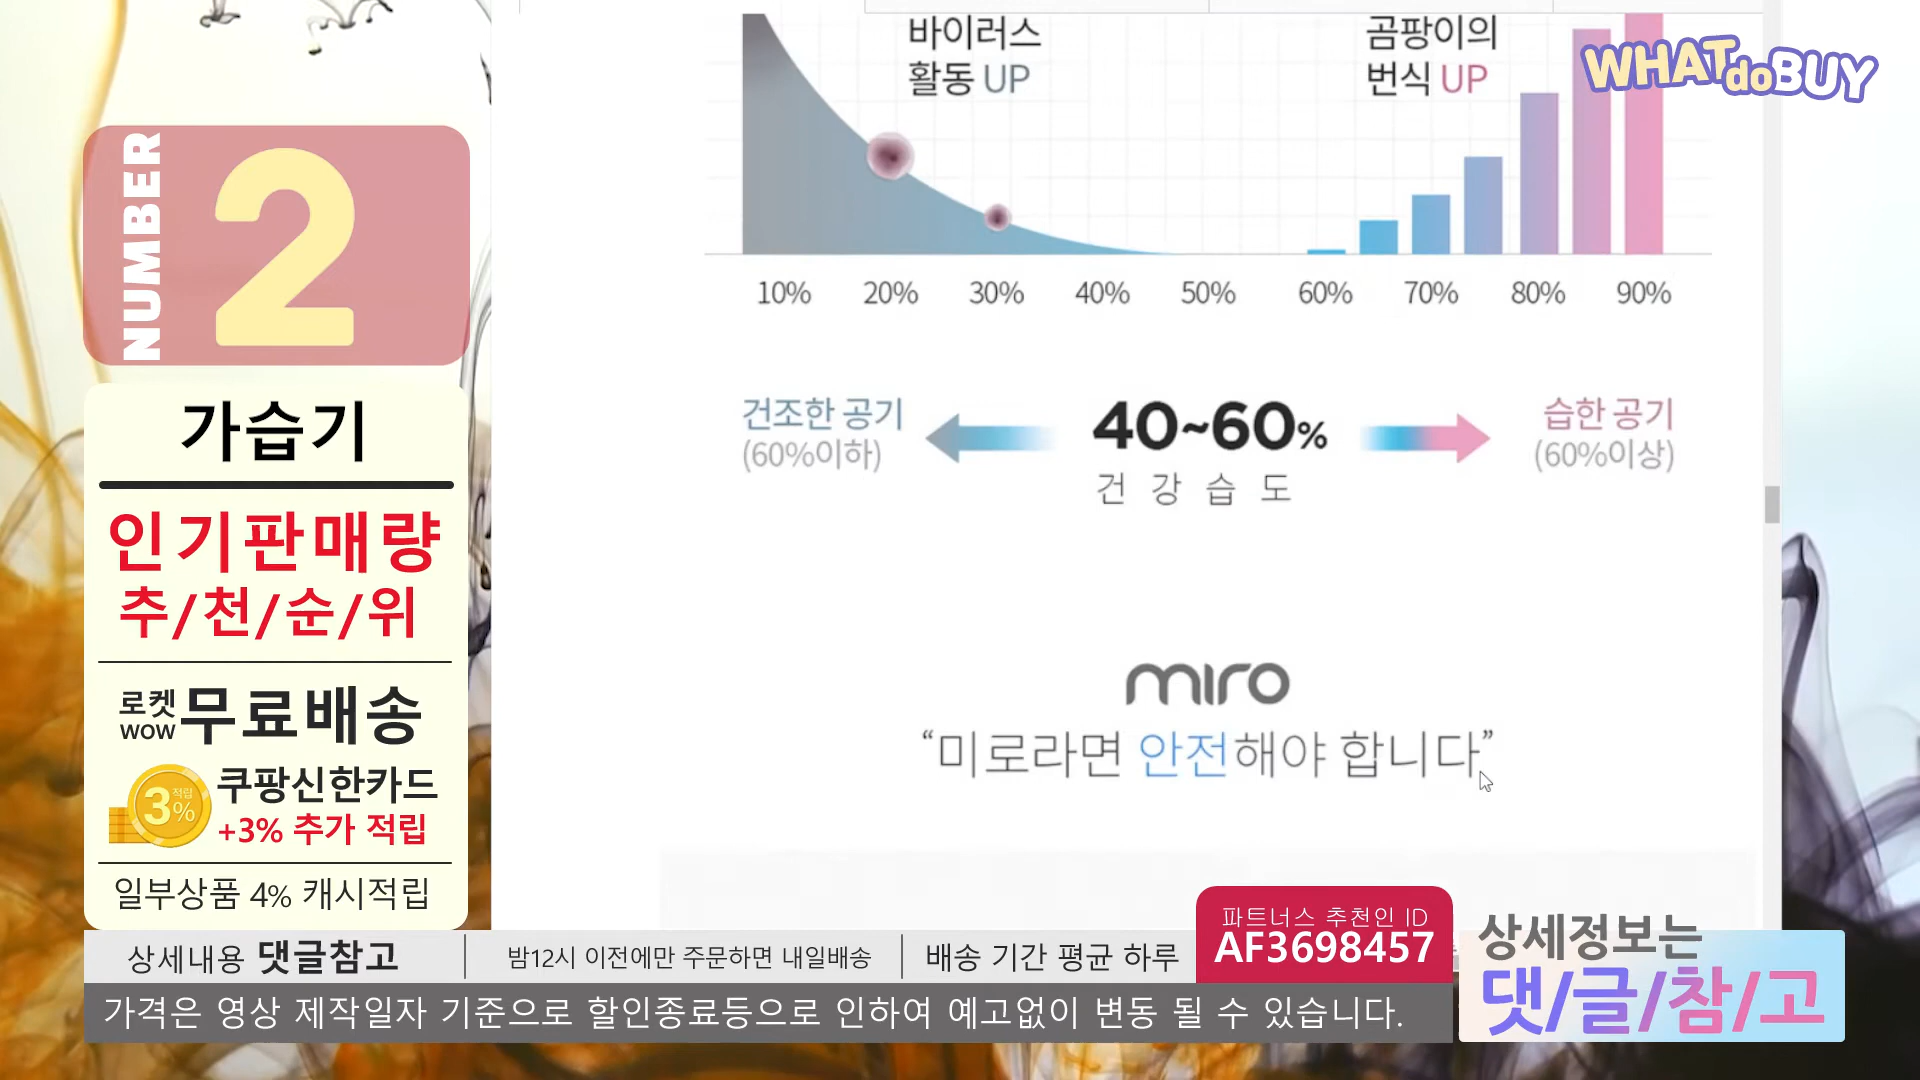 바이러스
활동 UP
곰팡이의
번식 UP
WHAT do BUY
NUMBER 2
10% 20% 30% 40% 50% 60% 70% 80% 90%
건조한 공기
(60%이하)
40~60%
건강습도
습한 공기
(60%이상)
가습기
인기판매량
추/천/순/위
로켓
WOW
무료배송
3% 적립
쿠팡신한카드
+3% 추가 적립
일부상품 4% 캐시적립
miro
“미로라면 안전해야 합니다”
상세내용 댓글참고
밤12시 이전에만 주문하면 내일배송
배송 기간 평균 하루
파트너스 추천인 ID
AF3698457
상세정보는
댓/글/참/고
가격은 영상 제작일자 기준으로 할인종료등으로 인하여 예고없이 변동 될 수 있습니다.